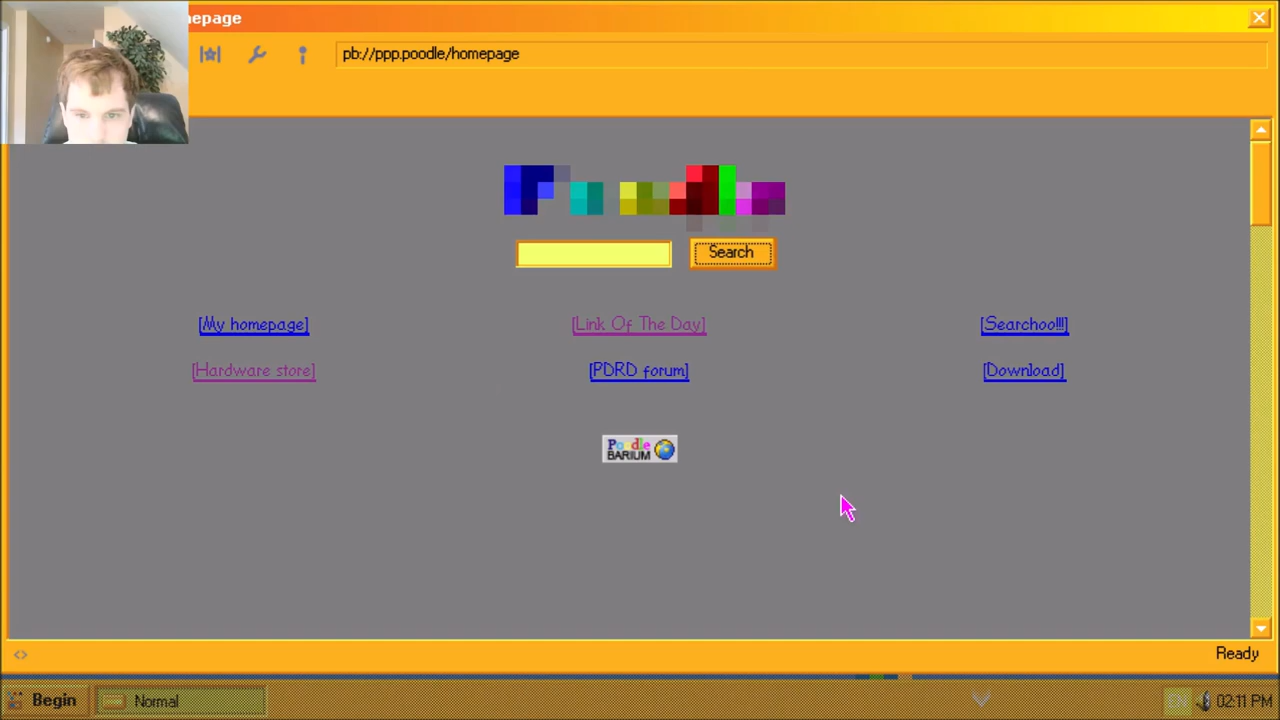 epage
pb://ppp.poodle/homepage
Search
[My homepage]
[Link Of The Day]
[Searchoo!!!]
[Hardware store]
[PDRD forum]
[Download]
Poodle
BARIUM
Ready
Begin
Normal
EN
02:11 PM